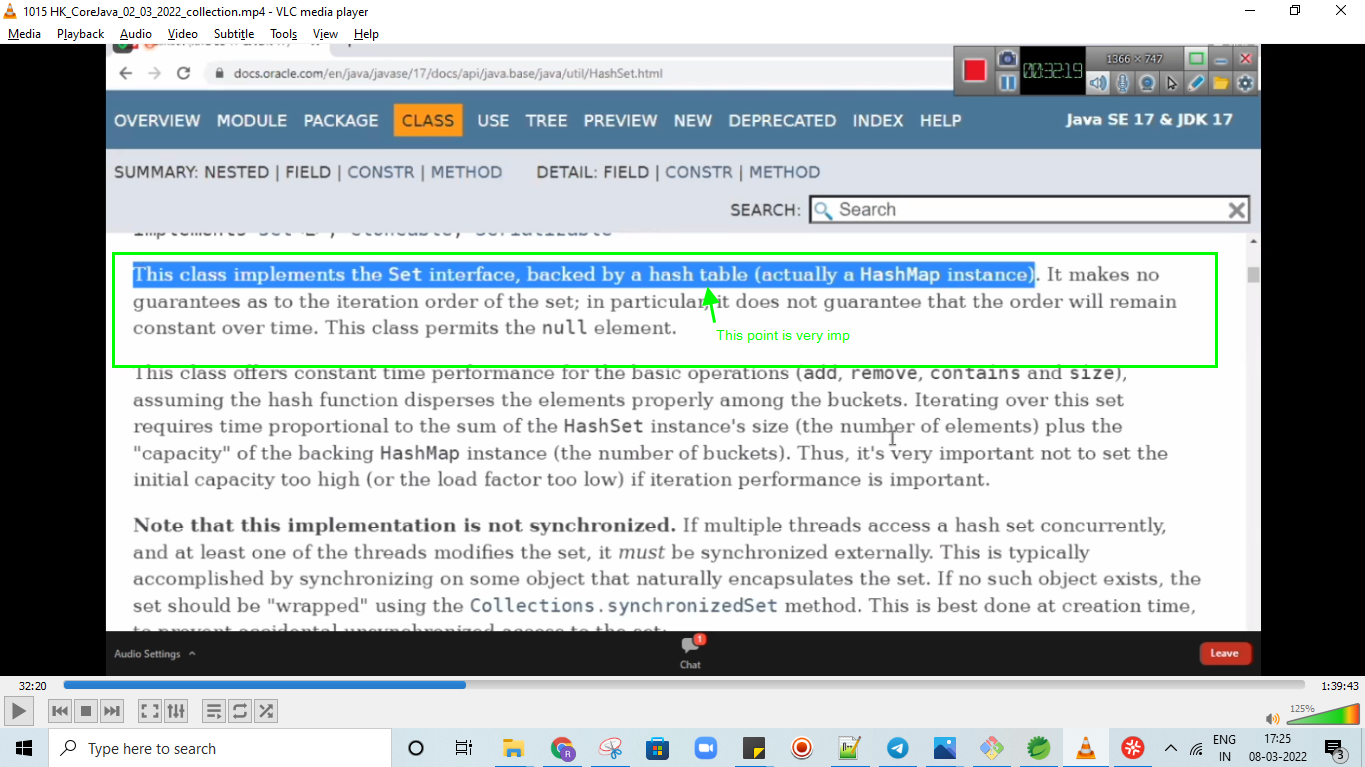 1015 HK_CoreJava_02_03_2022_collection.mp4 - VLC media player
Media Playback Audio Video Subtitle Tools View Help
docs.oracle.com/en/java/javase/17/docs/api/java.base/java/util/HashSet.html
00:32:19
1366 × 747
OVERVIEW MODULE PACKAGE CLASS USE TREE PREVIEW NEW DEPRECATED INDEX HELP
Java SE 17 & JDK 17
SUMMARY: NESTED | FIELD | CONSTR | METHOD DETAIL: FIELD | CONSTR | METHOD
SEARCH: Search
This class implements the Set interface, backed by a hash table (actually a HashMap instance). It makes no
guarantees as to the iteration order of the set; in particular, it does not guarantee that the order will remain
constant over time. This class permits the null element.
This point is very imp
This class offers constant time performance for the basic operations (add, remove, contains and size),
assuming the hash function disperses the elements properly among the buckets. Iterating over this set
requires time proportional to the sum of the HashSet instance's size (the number of elements) plus the
"capacity" of the backing HashMap instance (the number of buckets). Thus, it's very important not to set the
initial capacity too high (or the load factor too low) if iteration performance is important.
Note that this implementation is not synchronized. If multiple threads access a hash set concurrently,
and at least one of the threads modifies the set, it must be synchronized externally. This is typically
accomplished by synchronizing on some object that naturally encapsulates the set. If no such object exists, the
set should be "wrapped" using the Collections.synchronizedSet method. This is best done at creation time,
Audio Settings
1
Chat
Leave
32:20
1:39:43
125%
Type here to search
ENG
IN
17:25
08-03-2022
3